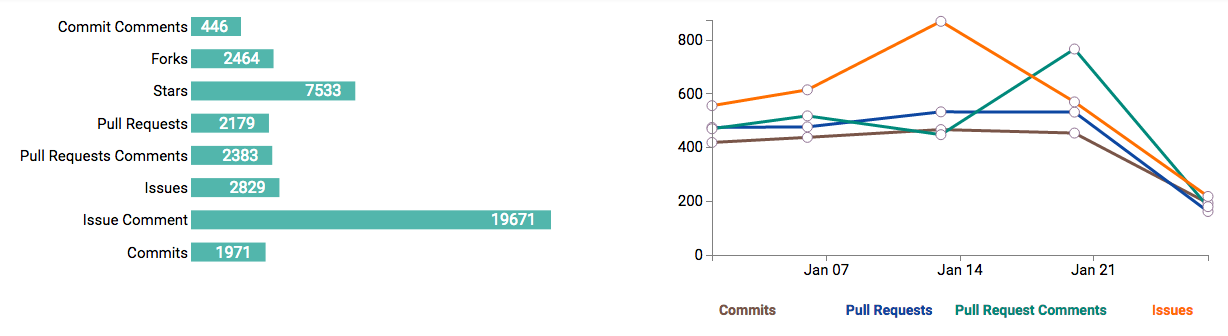 Commit Comments 446
Forks 2464
Stars 7533
Pull Requests 2179
Pull Requests Comments 2383
Issues 2829
Issue Comment 19671
Commits 1971
800
600
400
200
0
Jan 07 Jan 14 Jan 21
Commits Pull Requests Pull Request Comments Issues